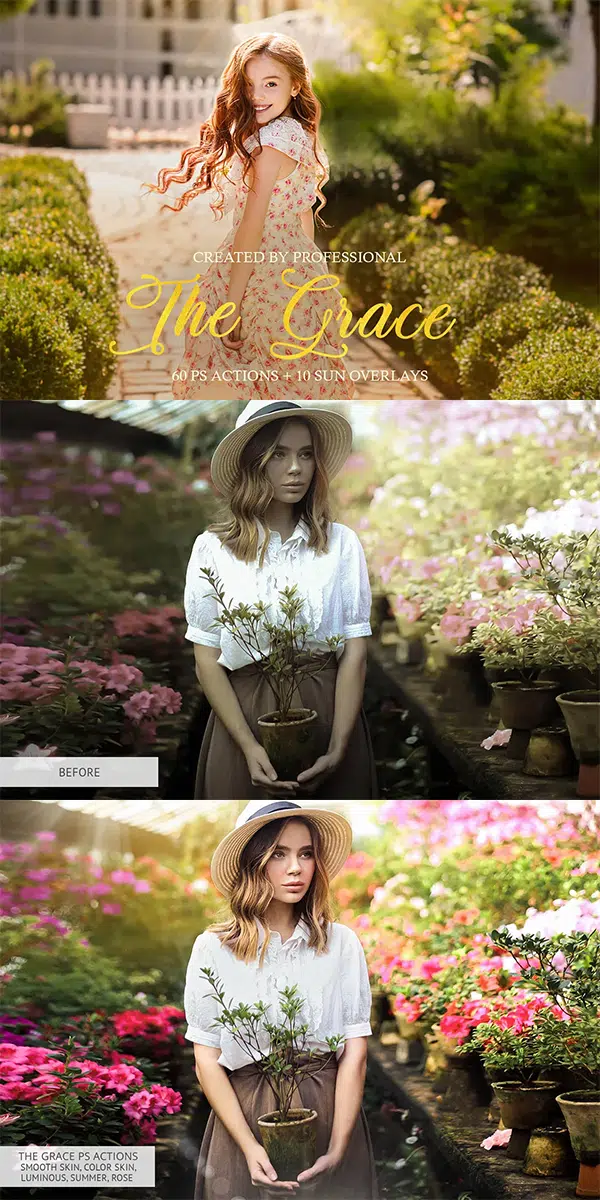 CREATED BY PROFESSIONAL
The Grace
60 PS ACTIONS + 10 SUN OVERLAYS
BEFORE
THE GRACE PS ACTIONS
SMOOTH SKIN, COLOR SKIN,
LUMINOUS, SUMMER, ROSE